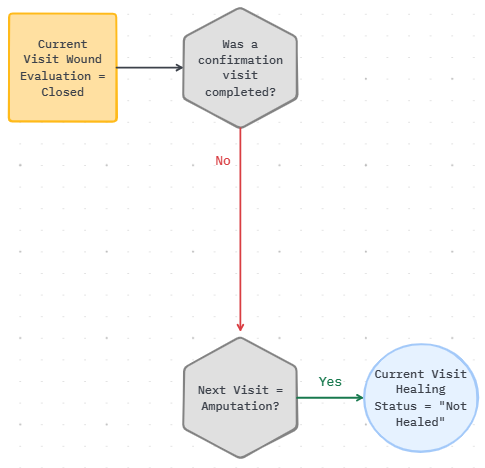 Current
Visit Wound
Evaluation =
Closed
Was a
confirmation
visit
completed?
No
Next Visit =
Amputation?
Yes
Current Visit
Healing
Status = "Not
Healed"